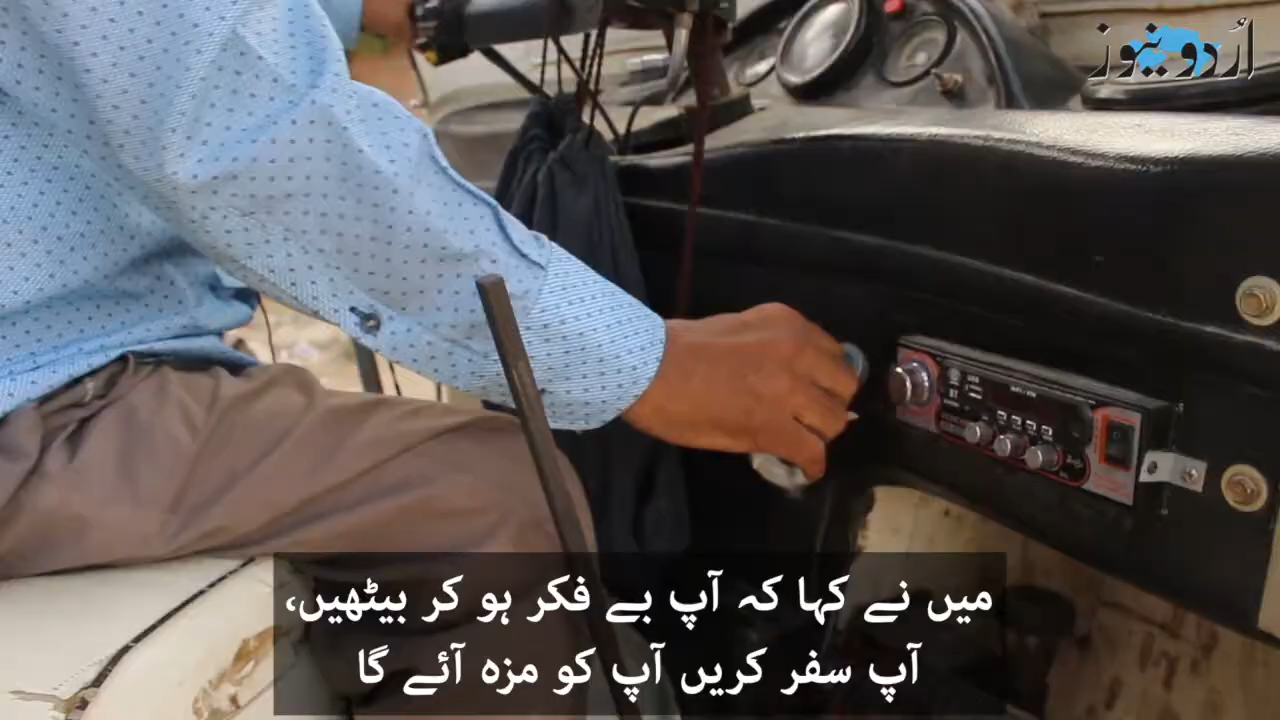 اُردو نیوز
میں نے کہا کہ آپ بے فکر ہو کر بیٹھیں،
آپ سفر کریں آپ کو مزہ آئے گا